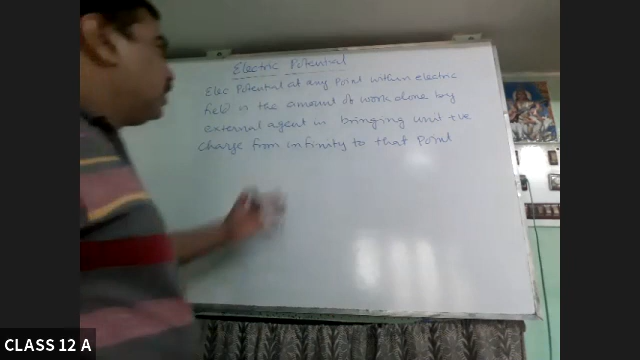 Electric Potential
Elec Potential at any Point within electric
field is the amount of work done by
external agent in bringing unit +ve
charge from infinity to that Point
CLASS 12 A